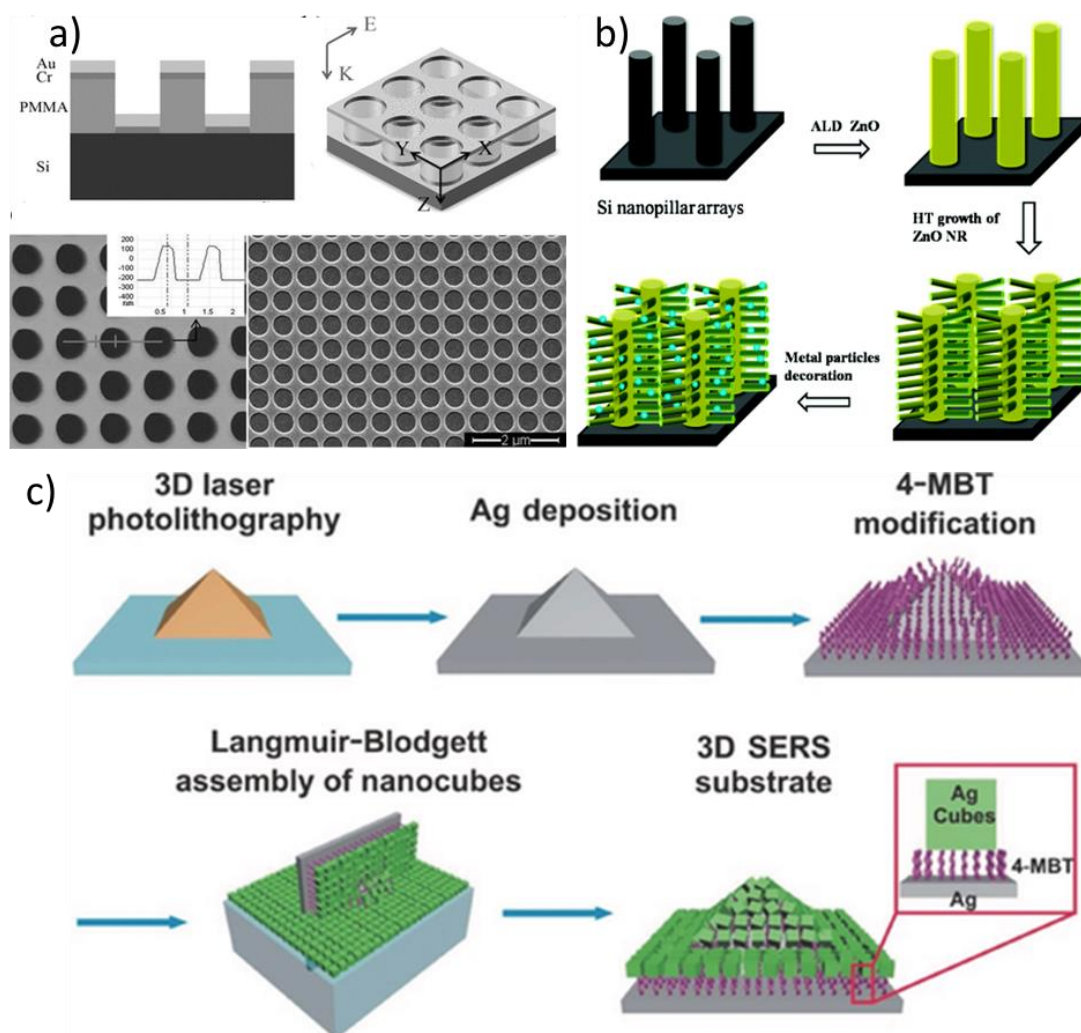 a)
Au
Cr
PMMA
Si
E
K
Y
X
Z
200
100
0
-100
-200
-300
-400
nm
0.5
1
1.5
2
2 µm
b)
ALD ZnO
Si nanopillar arrays
HT growth of
ZnO NR
Metal particles
decoration
c)
3D laser
photolithography
Ag deposition
4-MBT
modification
Langmuir-Blodgett
assembly of nanocubes
3D SERS
substrate
Ag
Cubes
4-MBT
Ag